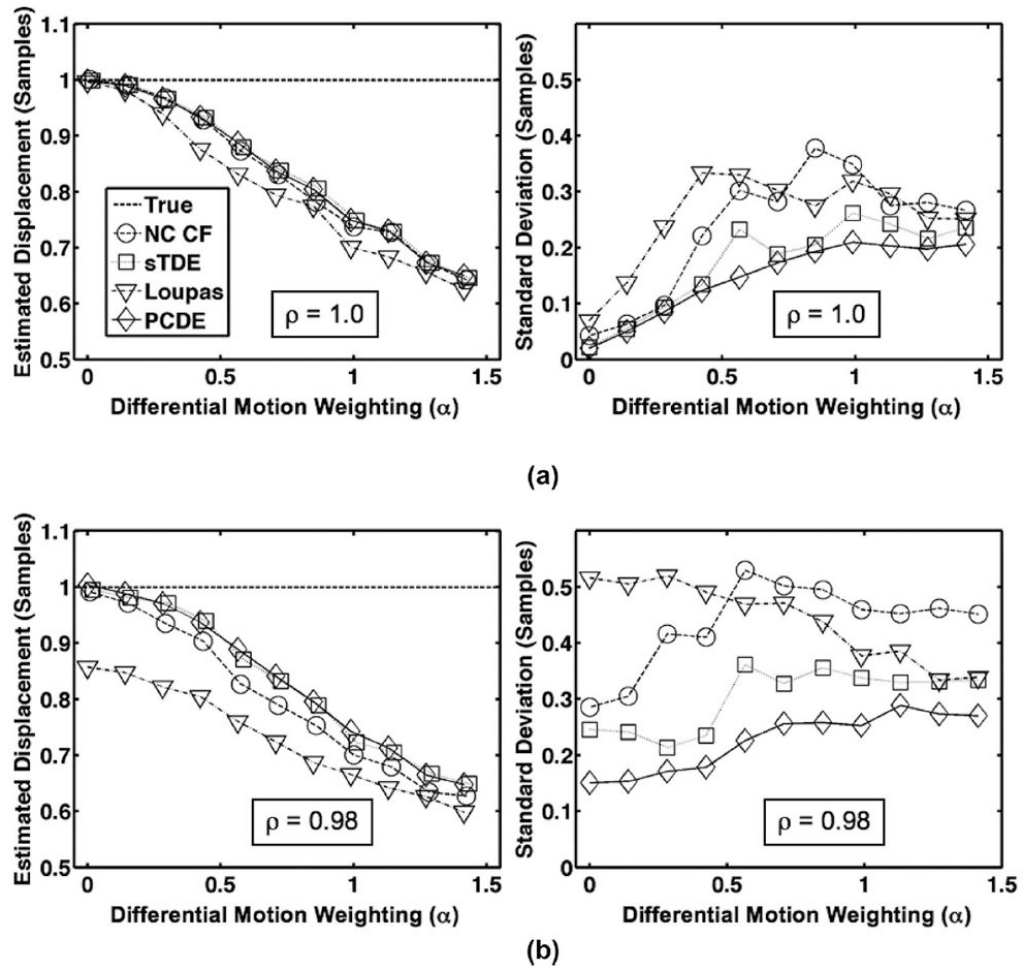 1.1
1
0.9
0.8
0.7
0.6
0.5
Estimated Displacement (Samples)
True
NC CF
sTDE
Loupas
PCDE
ρ = 1.0
0 0.5 1 1.5
Differential Motion Weighting (α)
0.5
0.4
0.3
0.2
0.1
0
Standard Deviation (Samples)
ρ = 1.0
0 0.5 1 1.5
Differential Motion Weighting (α)
(a)
1.1
1
0.9
0.8
0.7
0.6
0.5
Estimated Displacement (Samples)
ρ = 0.98
0 0.5 1 1.5
Differential Motion Weighting (α)
0.5
0.4
0.3
0.2
0.1
0
Standard Deviation (Samples)
ρ = 0.98
0 0.5 1 1.5
Differential Motion Weighting (α)
(b)